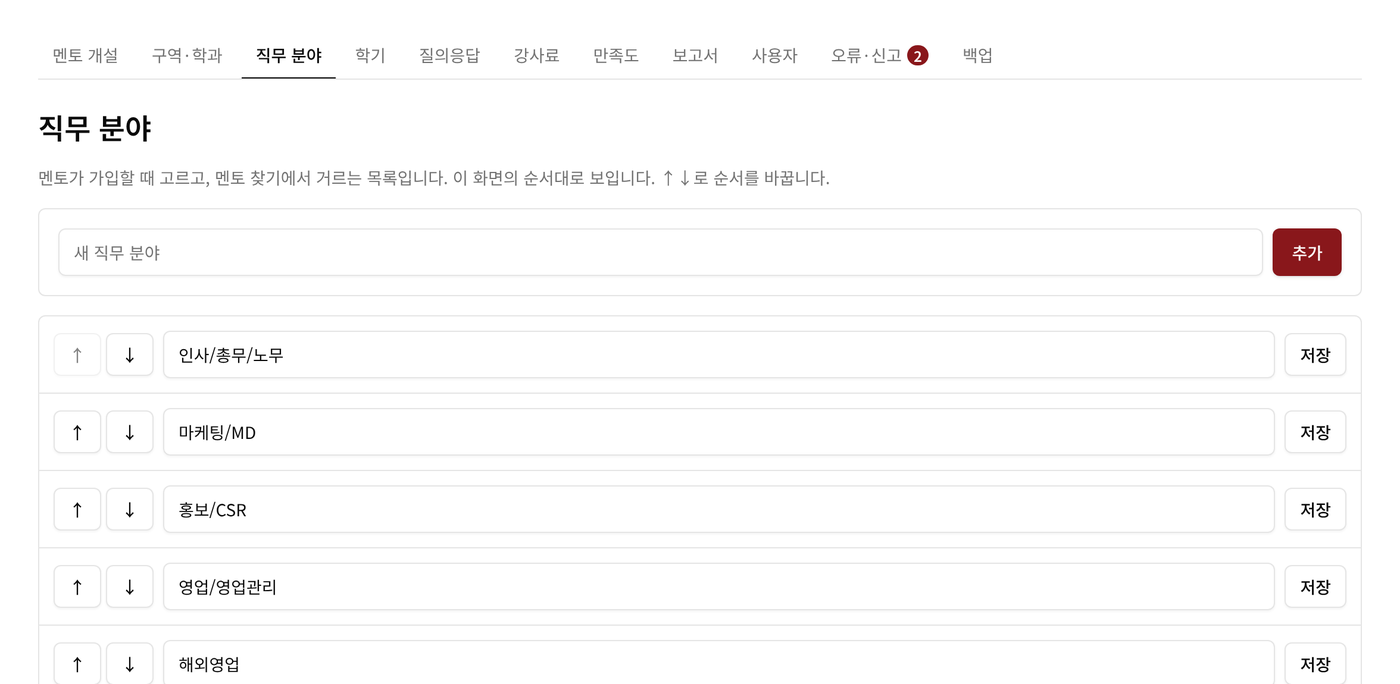 멘토 개설 구역·학과 직무 분야 학기 질의응답 강사료 만족도 보고서 사용자 오류·신고 2 백업
직무 분야
멘토가 가입할 때 고르고, 멘토 찾기에서 거르는 목록입니다. 이 화면의 순서대로 보입니다. ↑↓로 순서를 바꿉니다.
새 직무 분야 추가
↑ ↓ 인사/총무/노무 저장
↑ ↓ 마케팅/MD 저장
↑ ↓ 홍보/CSR 저장
↑ ↓ 영업/영업관리 저장
↑ ↓ 해외영업 저장